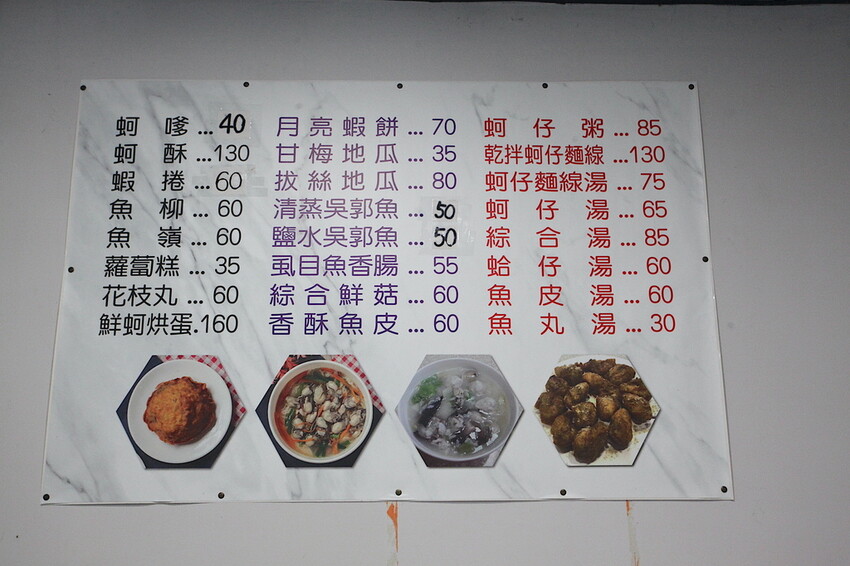 蚵嗲...40
蚵酥...130
蝦捲...60
魚柳...60
魚嶺...60
蘿蔔糕...35
花枝丸...60
鮮蚵烘蛋.160
月亮蝦餅...70
甘梅地瓜...35
拔絲地瓜...80
清蒸吳郭魚...50
鹽水吳郭魚...50
虱目魚香腸...55
綜合鮮菇...60
香酥魚皮...60
蚵仔粥...85
乾拌蚵仔麵線...130
蚵仔麵線湯...75
蚵仔湯...65
綜合湯...85
蛤仔湯...60
魚皮湯...60
魚丸湯...30